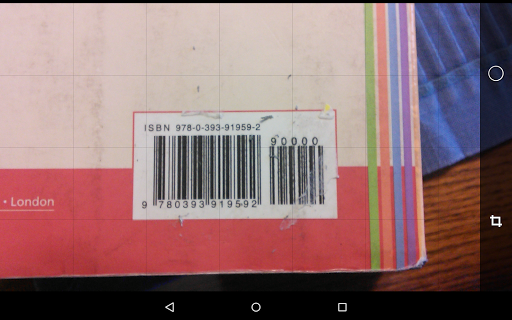 ISBN 978-0-393-91959-2
90000
9 780393 919592
• London